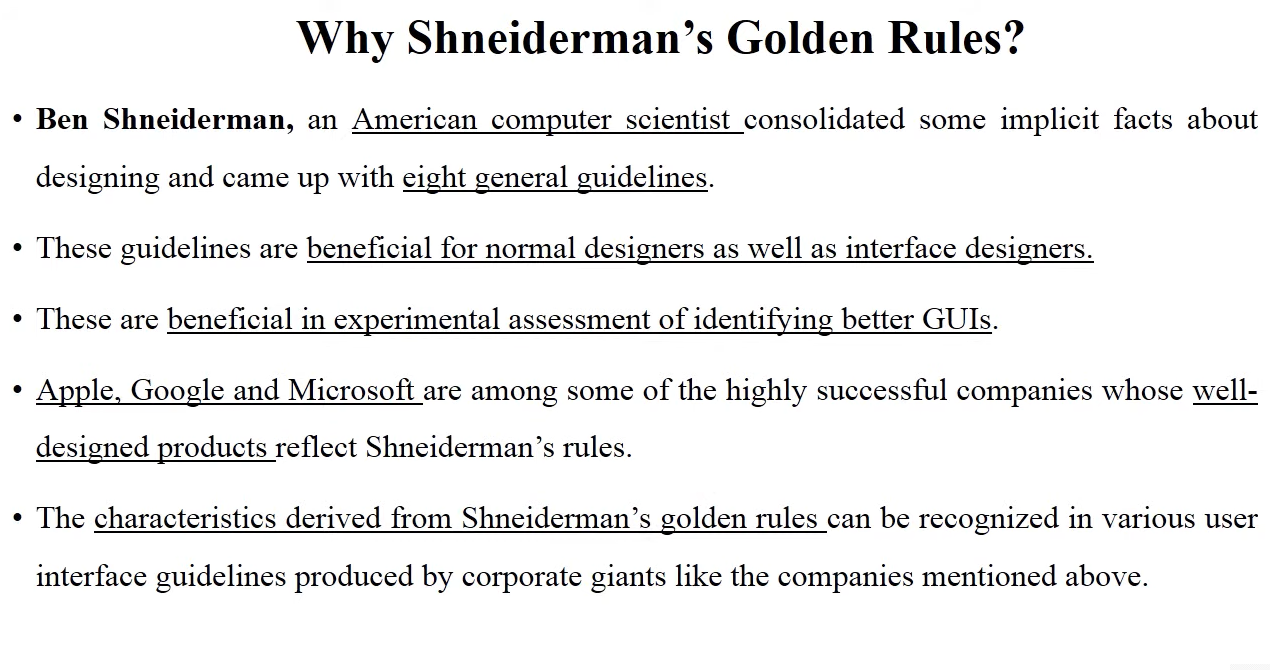 Why Shneiderman’s Golden Rules?
• Ben Shneiderman, an American computer scientist consolidated some implicit facts about
designing and came up with eight general guidelines.
• These guidelines are beneficial for normal designers as well as interface designers.
• These are beneficial in experimental assessment of identifying better GUIs.
• Apple, Google and Microsoft are among some of the highly successful companies whose well-
designed products reflect Shneiderman’s rules.
• The characteristics derived from Shneiderman’s golden rules can be recognized in various user
interface guidelines produced by corporate giants like the companies mentioned above.